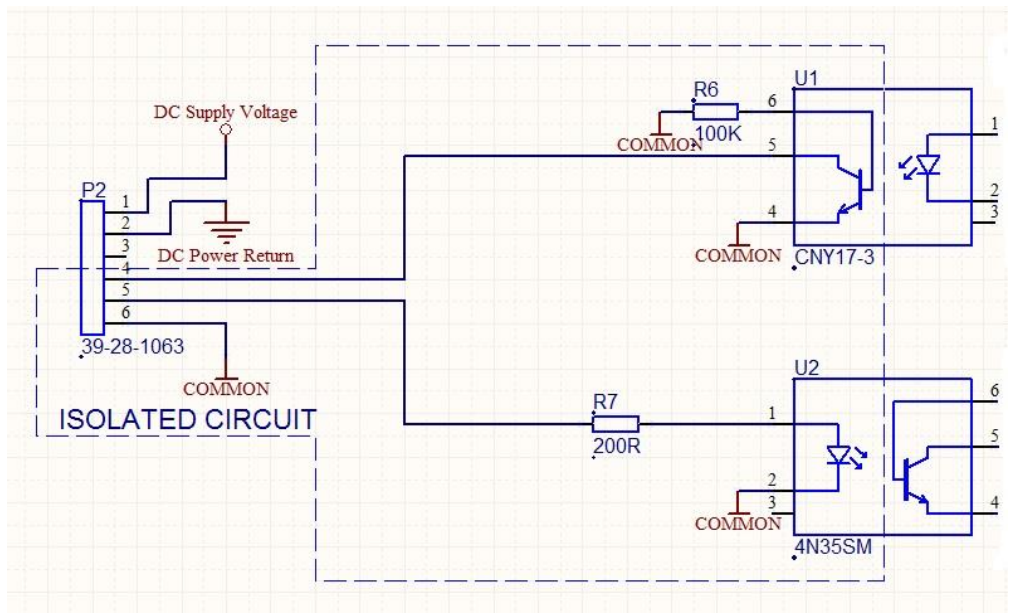 DC Supply Voltage
P2
1
2
3
4
5
6
DC Power Return
39-28-1063
COMMON
ISOLATED CIRCUIT
R6
100K
COMMON
U1
6
5
4
1
2
3
COMMON
CNY17-3
R7
200R
U2
1
2
3
6
5
4
COMMON
4N35SM